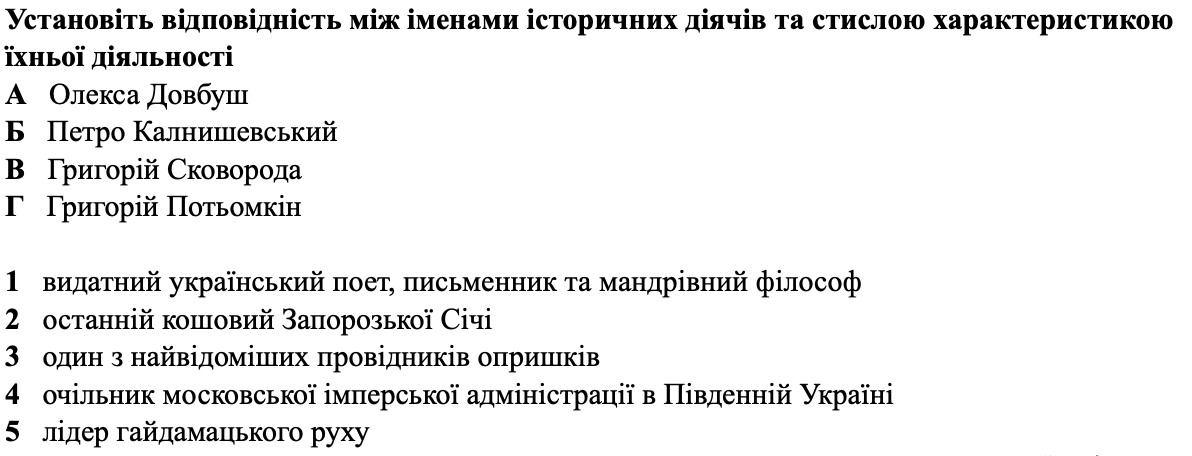 Установіть відповідність між іменами історичних діячів та стислою характеристикою
їхньої діяльності
А Олекса Довбуш
Б Петро Калнишевський
В Григорій Сковорода
Г Григорій Потьомкін
1 видатний український поет, письменник та мандрівний філософ
2 останній кошовий Запорозької Січі
3 один з найвідоміших провідників опришків
4 очільник московської імперської адміністрації в Південній Україні
5 лідер гайдамацького руху